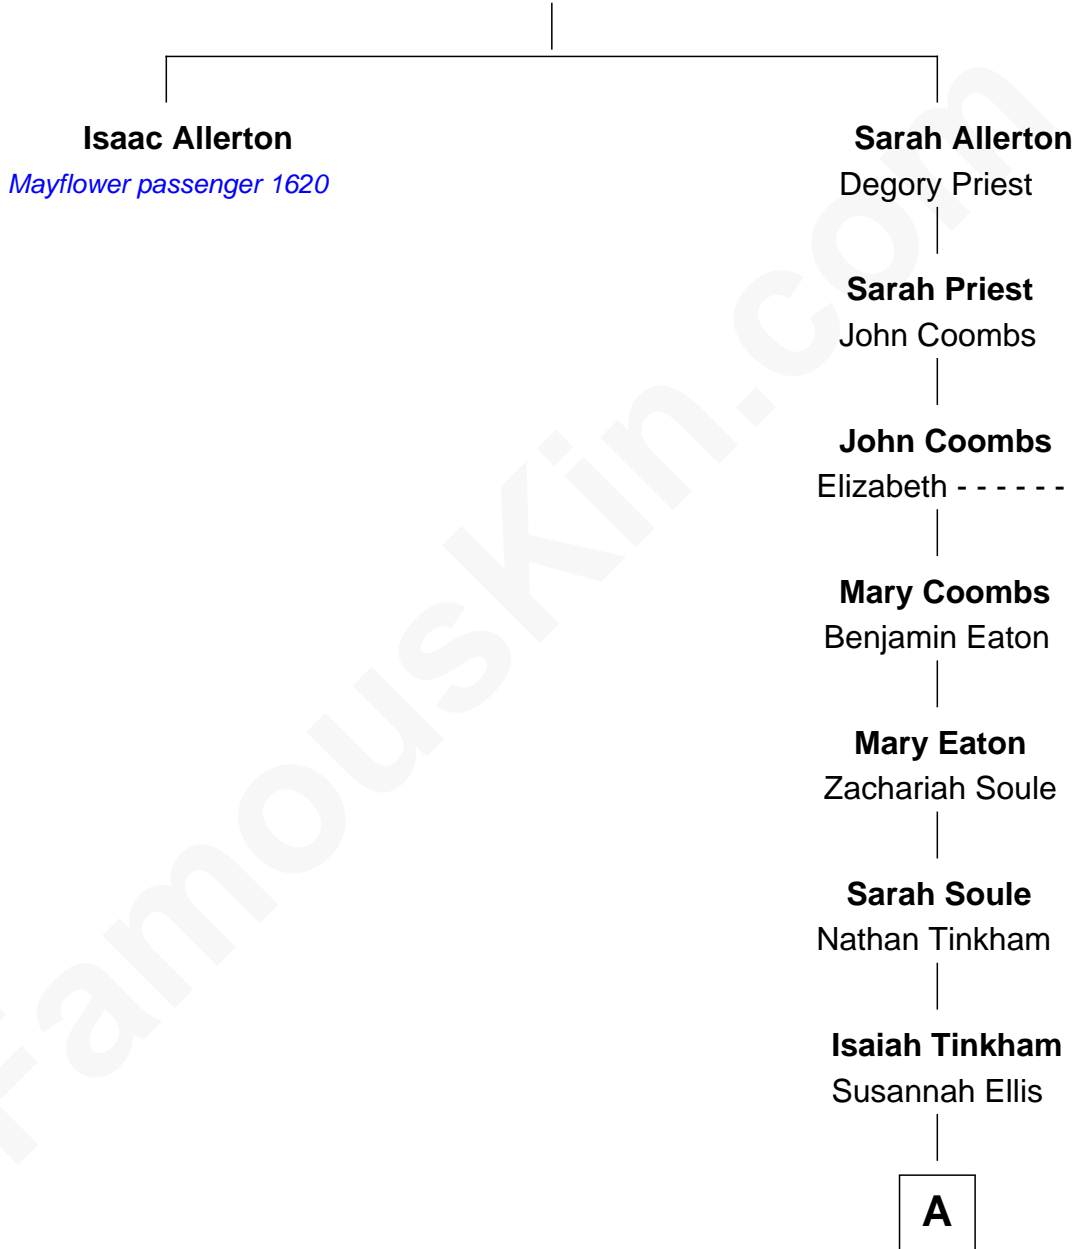 Isaac Allerton
Mayflower passenger 1620
Sarah Allerton
Degory Priest
Sarah Priest
John Coombs
John Coombs
Elizabeth - - - - - -
Mary Coombs
Benjamin Eaton
Mary Eaton
Zachariah Soule
Sarah Soule
Nathan Tinkham
Isaiah Tinkham
Susannah Ellis
A
FamousKin.com